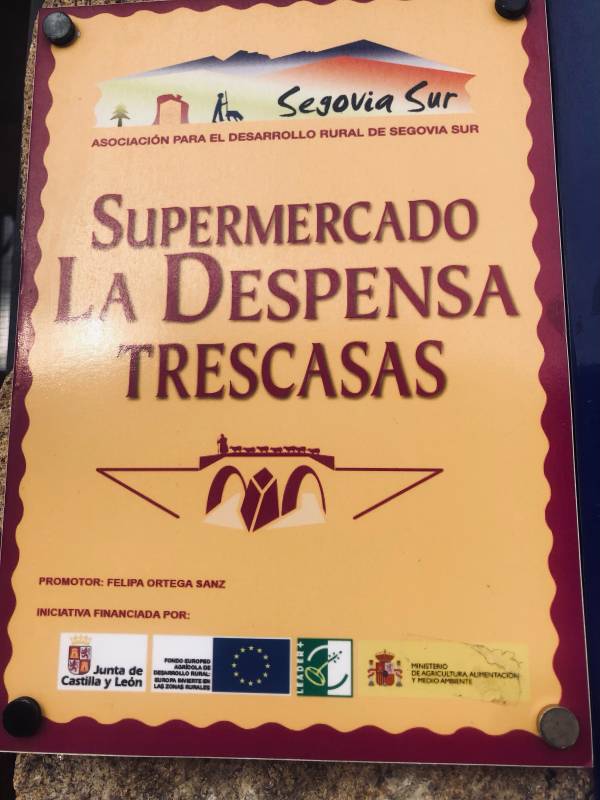 Segovia Sur
ASOCIACIÓN PARA EL DESARROLLO RURAL DE SEGOVIA SUR
SUPERMERCADO
LA DESPENSA
TRESCASAS
PROMOTOR: FELIPA ORTEGA SANZ
INICIATIVA FINANCIADA POR:
Junta de
Castilla y León
FONDO EUROPEO
AGRÍCOLA DE
DESARROLLO RURAL:
EUROPA INVIERTE EN
LAS ZONAS RURALES
LEADER+
MINISTERIO
DE AGRICULTURA, ALIMENTACIÓN
Y MEDIO AMBIENTE